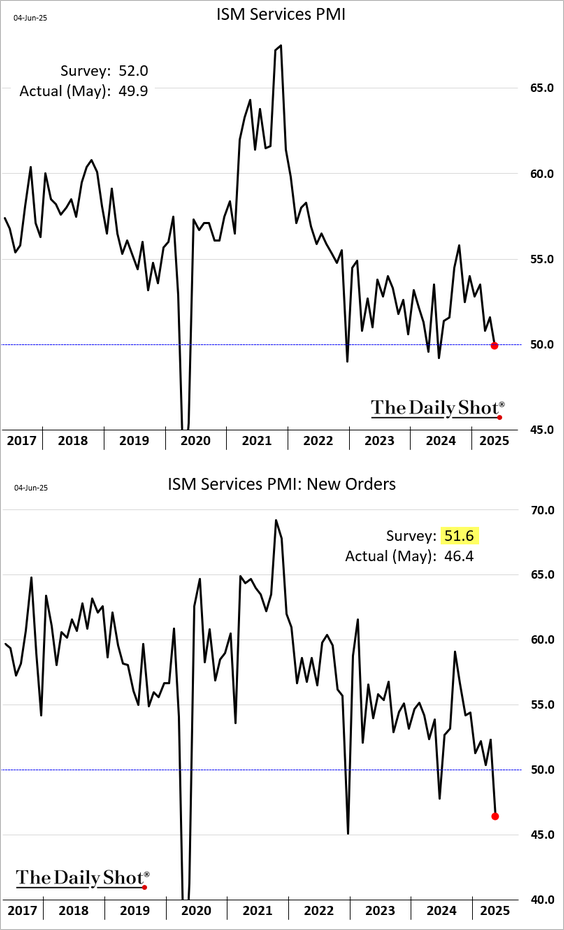 ISM Services PMI
04-Jun-25
Survey: 52.0
Actual (May): 49.9
65.0
60.0
55.0
50.0
The Daily Shot®
45.0
2017 2018 2019 2020 2021 2022 2023 2024 2025
ISM Services PMI: New Orders
04-Jun-25
70.0
Survey: 51.6
Actual (May): 46.4
65.0
60.0
55.0
50.0
45.0
The Daily Shot®
40.0
2017 2018 2019 2020 2021 2022 2023 2024 2025